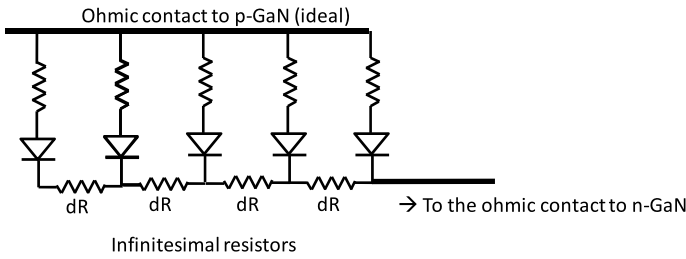 Ohmic contact to p-GaN (ideal)
dR dR dR dR
→ To the ohmic contact to n-GaN
Infinitesimal resistors